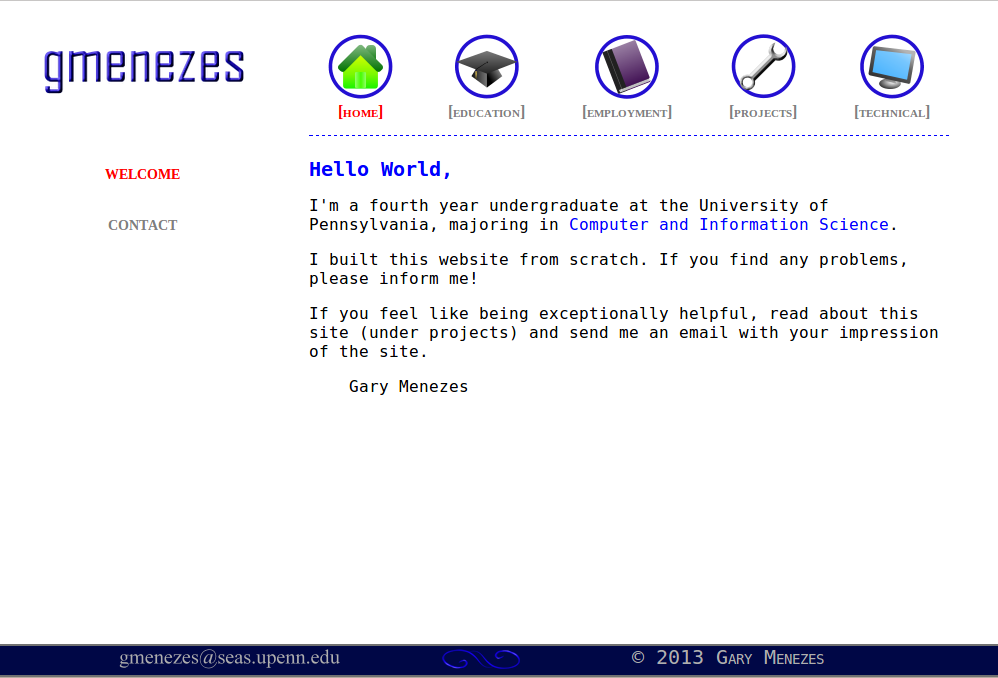 gmenezes
[HOME] [EDUCATION] [EMPLOYMENT] [PROJECTS] [TECHNICAL]
WELCOME
CONTACT
Hello World,
I'm a fourth year undergraduate at the University of
Pennsylvania, majoring in Computer and Information Science.
I built this website from scratch. If you find any problems,
please inform me!
If you feel like being exceptionally helpful, read about this
site (under projects) and send me an email with your impression
of the site.
Gary Menezes
gmenezes@seas.upenn.edu
© 2013 Gary Menezes